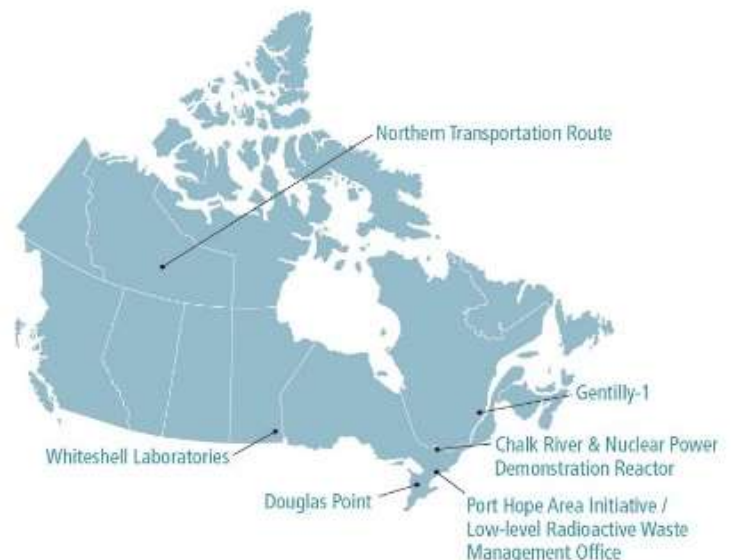 Northern Transportation Route
Gentilly-1
Chalk River & Nuclear Power
Demonstration Reactor
Whiteshell Laboratories
Douglas Point
Port Hope Area Initiative /
Low-level Radioactive Waste
Management Office